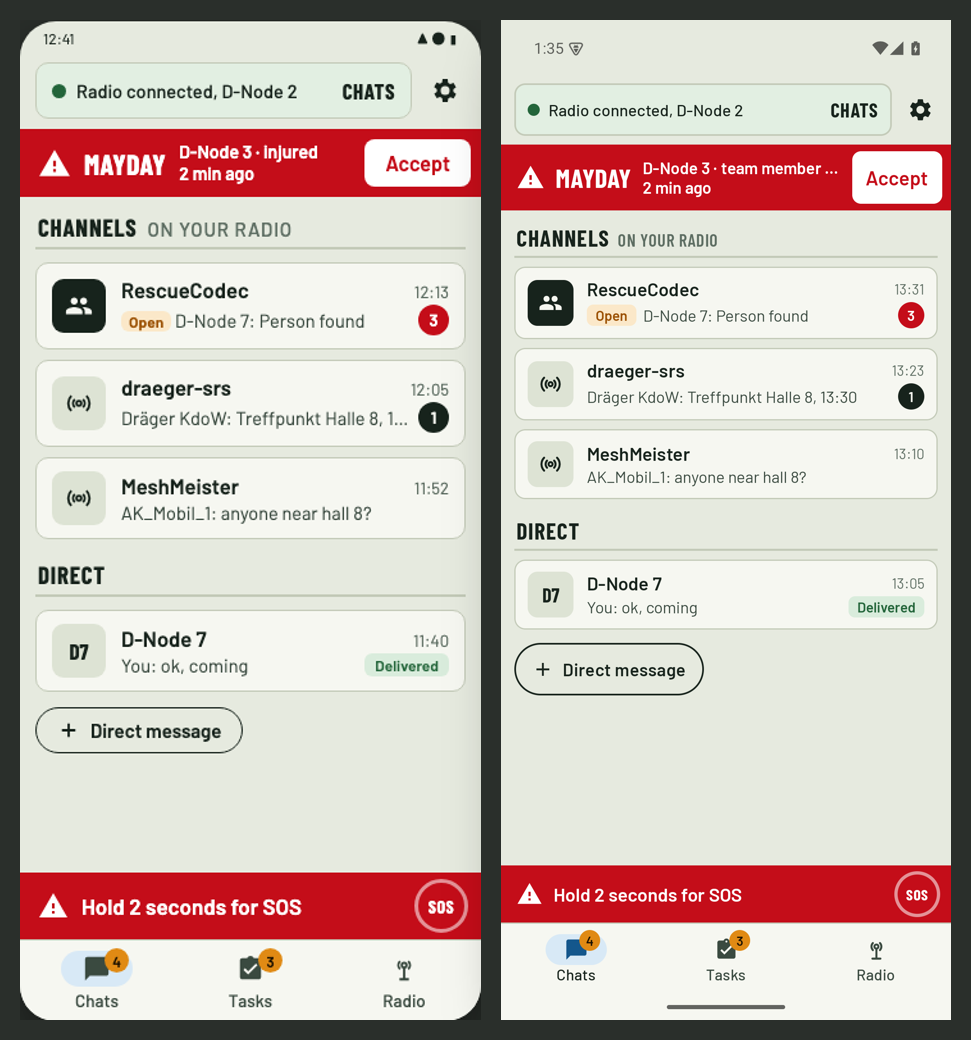 12:41
Radio connected, D-Node 2 CHATS
MAYDAY D-Node 3 · injured
2 min ago
Accept
CHANNELS ON YOUR RADIO
RescueCodec 12:13
Open D-Node 7: Person found 3
draeger-srs 12:05
Dräger KdoW: Treffpunkt Halle 8, 1... 1
MeshMeister 11:52
AK_Mobil_1: anyone near hall 8?
DIRECT
D7 D-Node 7 11:40
You: ok, coming Delivered
+ Direct message
Hold 2 seconds for SOS SOS
4 3
Chats Tasks Radio
1:35
Radio connected, D-Node 2 CHATS
MAYDAY D-Node 3 · team member ...
2 min ago
Accept
CHANNELS ON YOUR RADIO
RescueCodec 13:31
Open D-Node 7: Person found 3
draeger-srs 13:23
Dräger KdoW: Treffpunkt Halle 8, 13:30 1
MeshMeister 13:10
AK_Mobil_1: anyone near hall 8?
DIRECT
D7 D-Node 7 13:05
You: ok, coming Delivered
+ Direct message
Hold 2 seconds for SOS SOS
4 3
Chats Tasks Radio